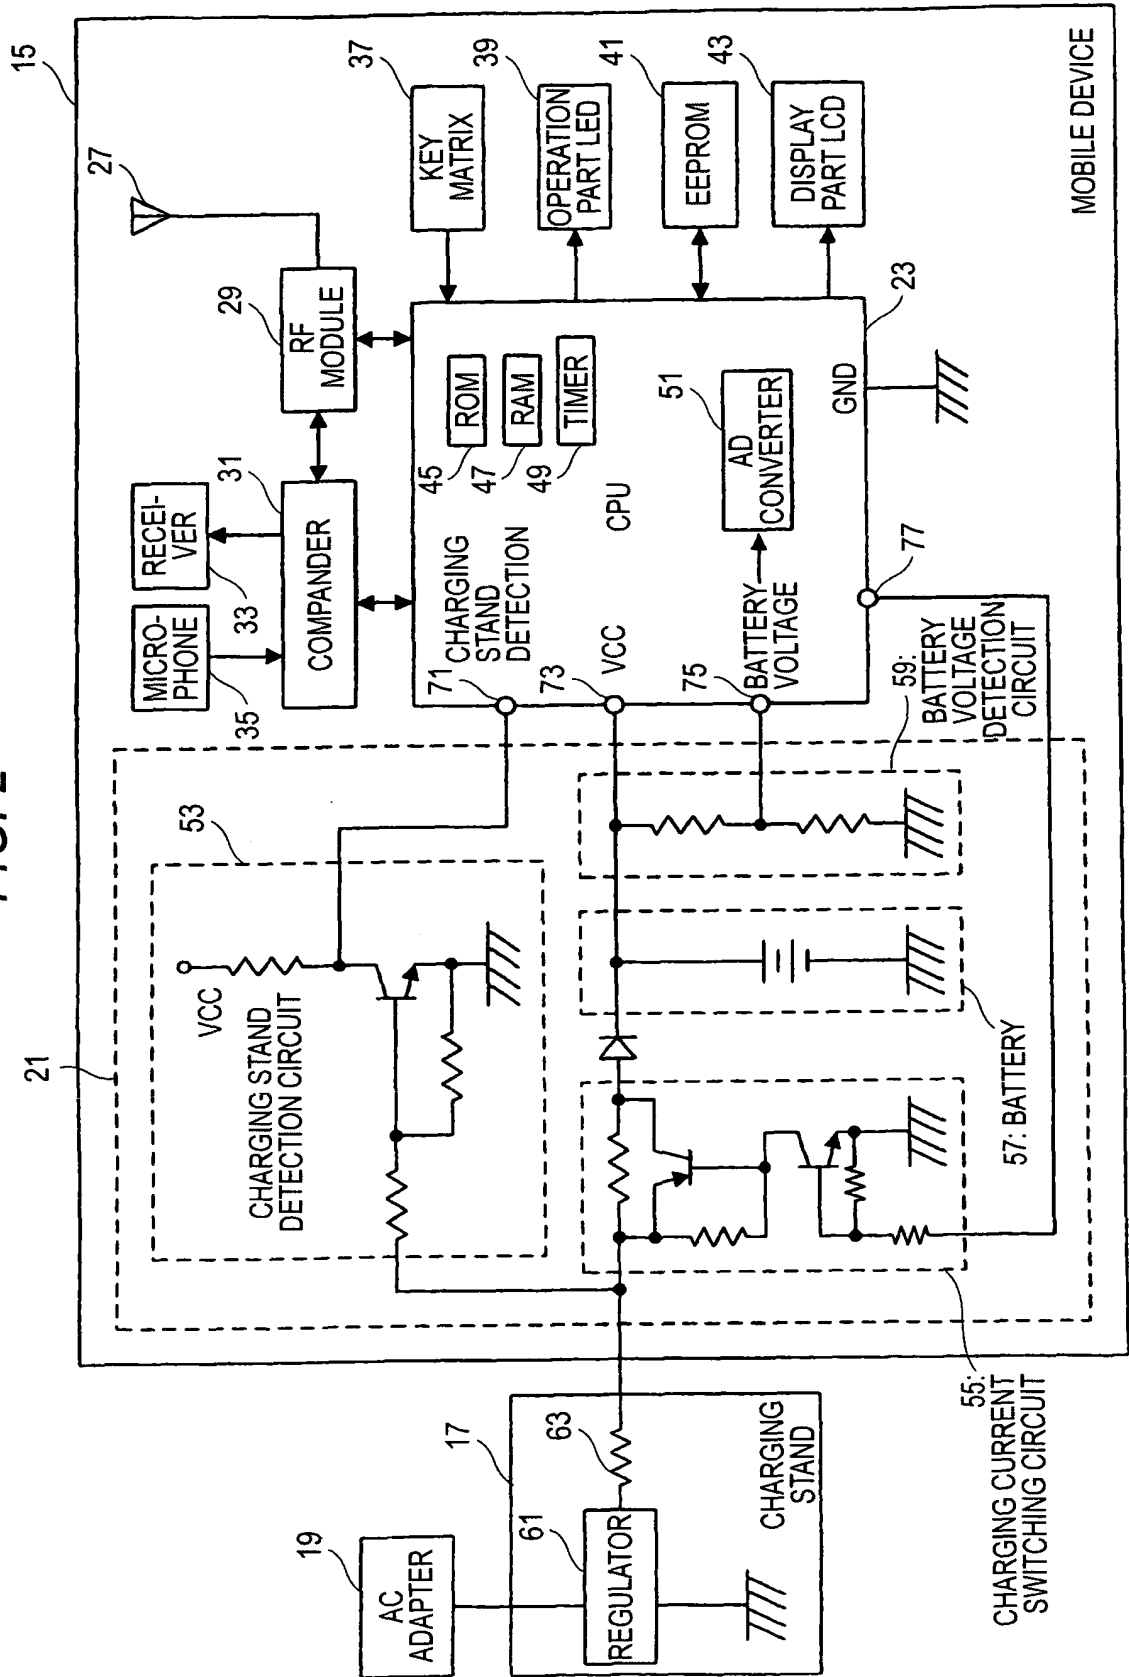 FIG. 2
15
MOBILE DEVICE
27
29
RF
MODULE
31
COMPANDER
RECEI-
VER
33
MICRO-
PHONE
35
37
KEY
MATRIX
39
OPERATION
PART LED
41
EEPROM
43
DISPLAY
PART LCD
23
CPU
ROM
45
RAM
47
TIMER
49
51
AD
CONVERTER
GND
CHARGING
STAND
DETECTION
71
VCC
73
BATTERY
VOLTAGE
75
77
21
53
VCC
CHARGING STAND
DETECTION CIRCUIT
59:
BATTERY
VOLTAGE
DETECTION
CIRCUIT
57: BATTERY
55:
CHARGING CURRENT
SWITCHING CIRCUIT
17
CHARGING
STAND
63
61
REGULATOR
19
AC
ADAPTER